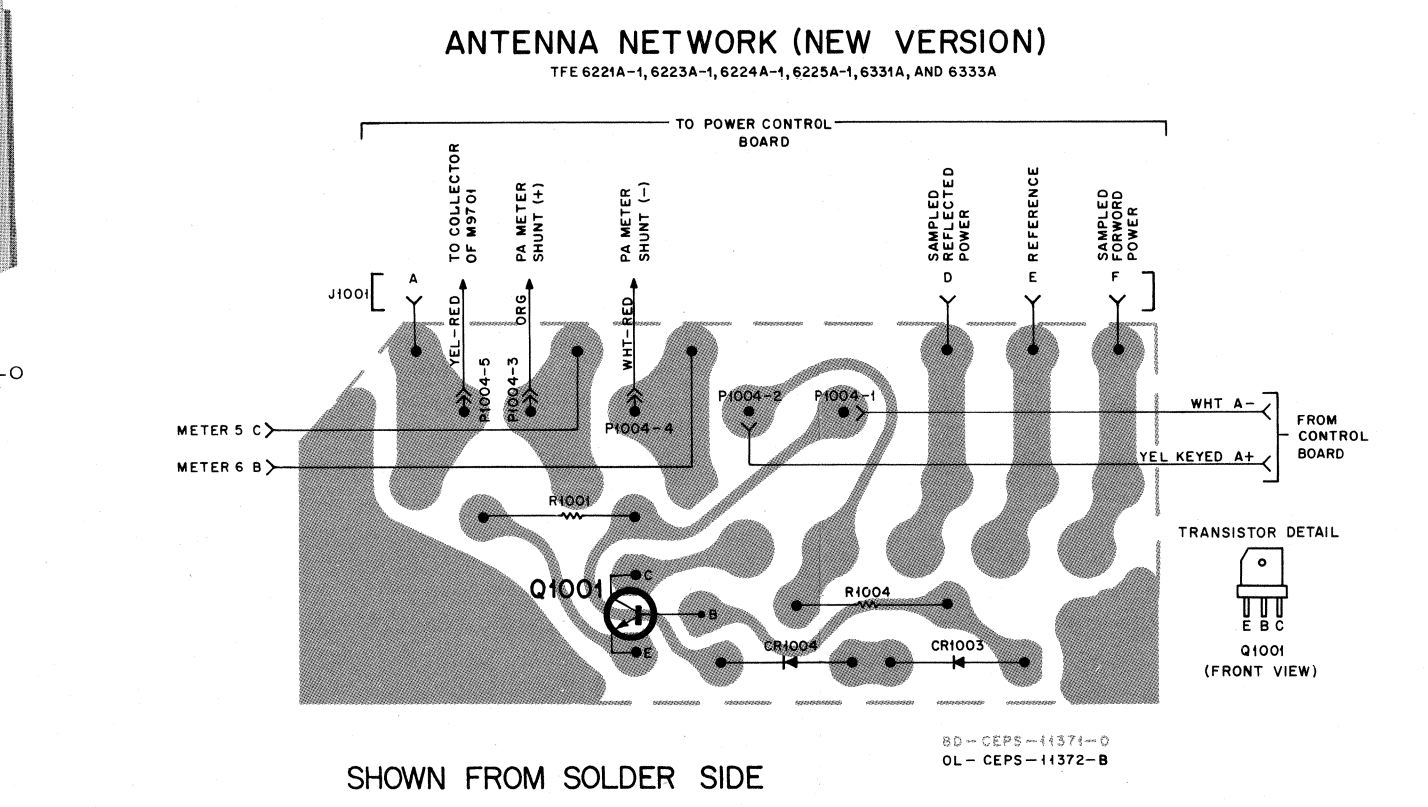 ANTENNA NETWORK (NEW VERSION)
TFE 6221A-1, 6223A-1, 6224A-1, 6225A-1, 6331A, AND 6333A
TO POWER CONTROL
BOARD
TO COLLECTOR
OF M9701
PA METER
SHUNT (+)
PA METER
SHUNT (-)
SAMPLED
REFLECTED
POWER
REFERENCE
SAMPLED
FORWORD
POWER
J1001
A
D
E
F
YEL-RED
ORG
WHT-RED
P1004-5
P1004-3
P1004-4
P1004-2
P1004-1
WHT A-
METER 5 C
METER 6 B
YEL KEYED A+
FROM
CONTROL
BOARD
R1001
TRANSISTOR DETAIL
Q1001
C
B
E
R1004
CR1004
CR1003
E B C
Q1001
(FRONT VIEW)
BD-CEPS-11371-O
OL-CEPS-11372-B
SHOWN FROM SOLDER SIDE